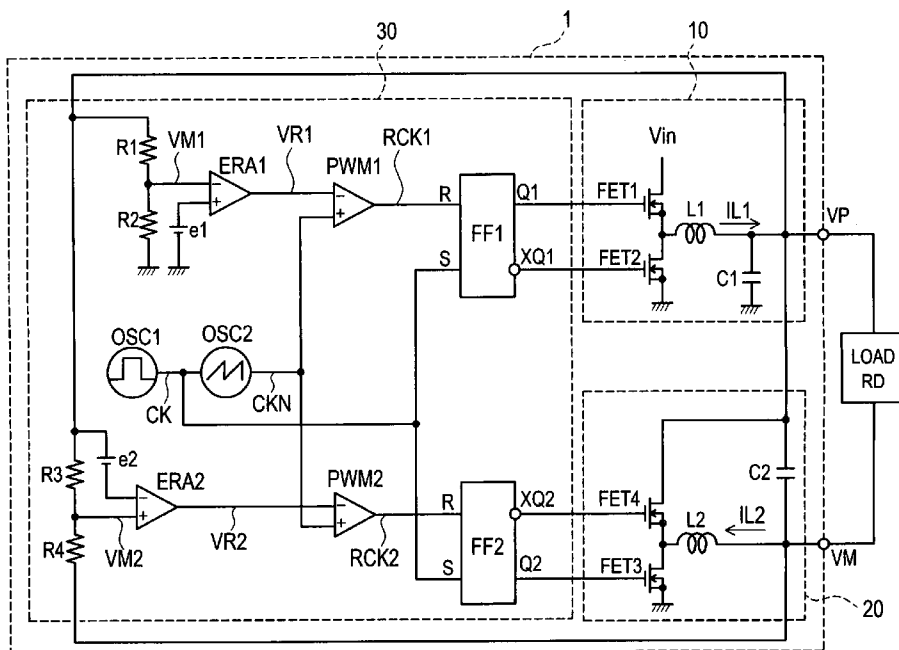 1
30
10
R1
VM1
ERA1
VR1
PWM1
RCK1
R2
e1
R
S
FF1
Q1
XQ1
Vin
FET1
FET2
L1
IL1
C1
VP
OSC1
OSC2
CK
CKN
LOAD
RD
R3
e2
ERA2
R4
VM2
VR2
PWM2
RCK2
R
S
FF2
XQ2
Q2
FET4
FET3
L2
IL2
C2
VM
20